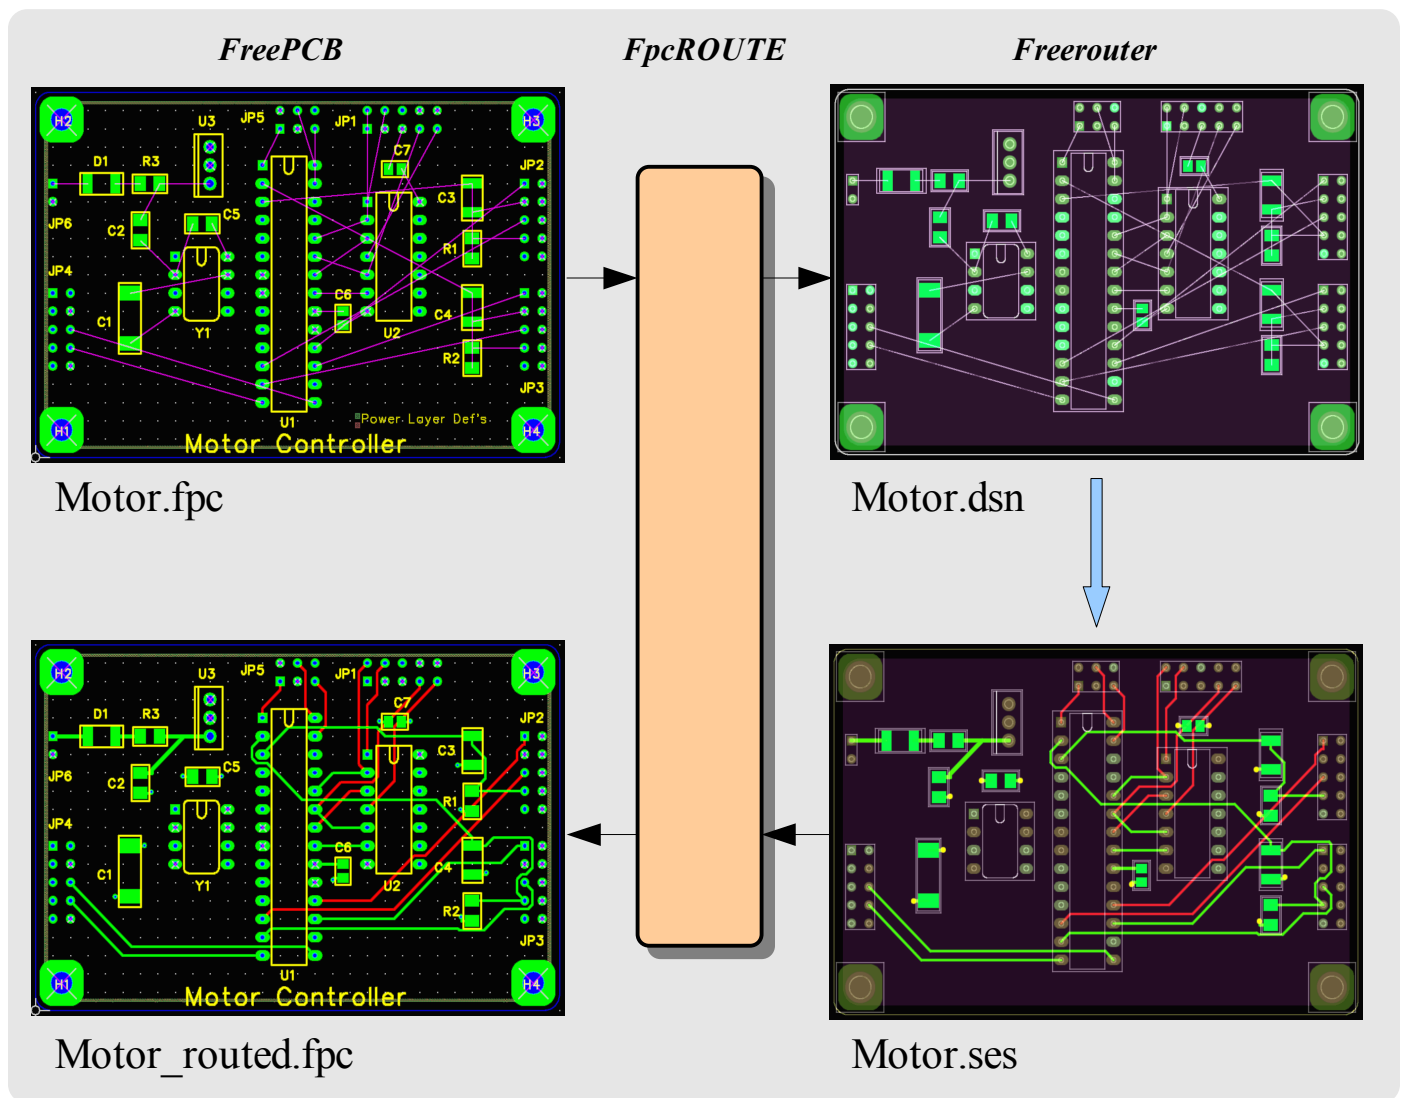 FreePCB
FpcROUTE
Freerouter
H2
JP5
JP1
H3
U3
C7
D1
R3
JP2
C3
JP6
C2
C5
R1
JP4
C1
C6
C4
Y1
U2
R2
JP3
Power Layer Def's
U1
H1
H4
Motor Controller
Motor.fpc
Motor.dsn
H2
JP5
JP1
H3
U3
C7
D1
R3
JP2
C3
JP6
C2
C5
R1
JP4
C1
C6
C4
Y1
U2
R2
JP3
U1
H1
H4
Motor Controller
Motor_routed.fpc
Motor.ses